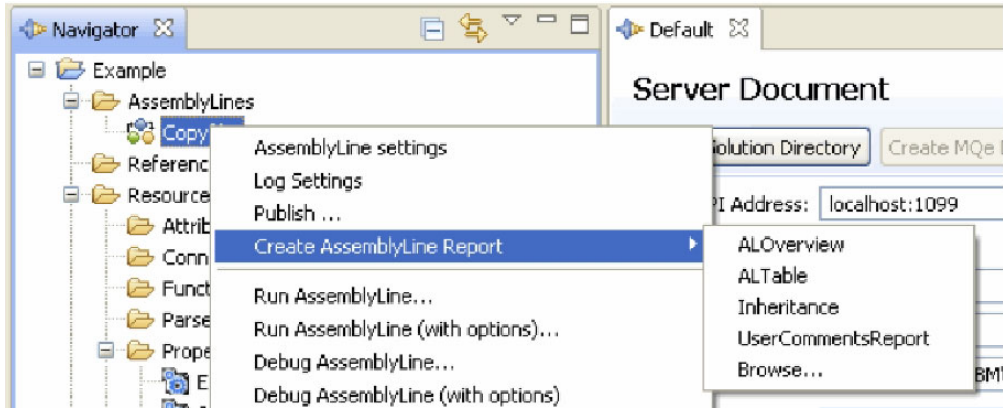 Navigator
Default
Example
AssemblyLines
Server Document
AssemblyLine settings
Solution Directory
Create MQe
Log Settings
Resource
Publish ...
Address: localhost:1099
Create AssemblyLine Report
ALOverview
ALTable
Run AssemblyLine...
Inheritance
Run AssemblyLine (with options)...
UserCommentsReport
Debug AssemblyLine...
Browse...
Debug AssemblyLine (with options)